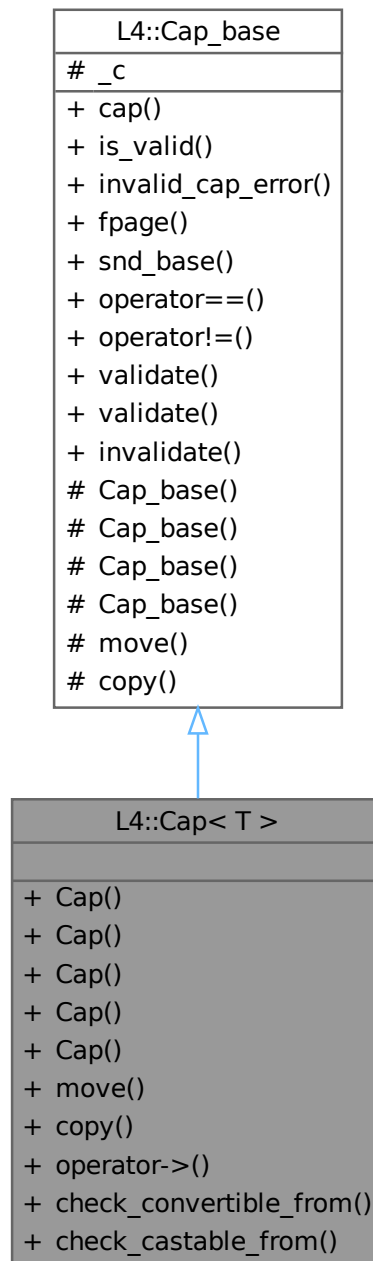 L4::Cap_base
# _c
+ cap()
+ is_valid()
+ invalid_cap_error()
+ fpage()
+ snd_base()
+ operator==()
+ operator!=()
+ validate()
+ validate()
+ invalidate()
# Cap_base()
# Cap_base()
# Cap_base()
# Cap_base()
# move()
# copy()
L4::Cap< T >
+ Cap()
+ Cap()
+ Cap()
+ Cap()
+ Cap()
+ move()
+ copy()
+ operator->()
+ check_convertible_from()
+ check_castable_from()